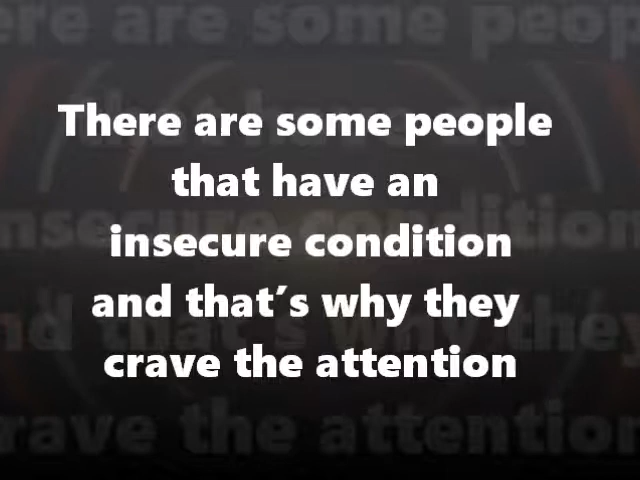 There are some people
that have an
insecure condition
and that's why they
crave the attention